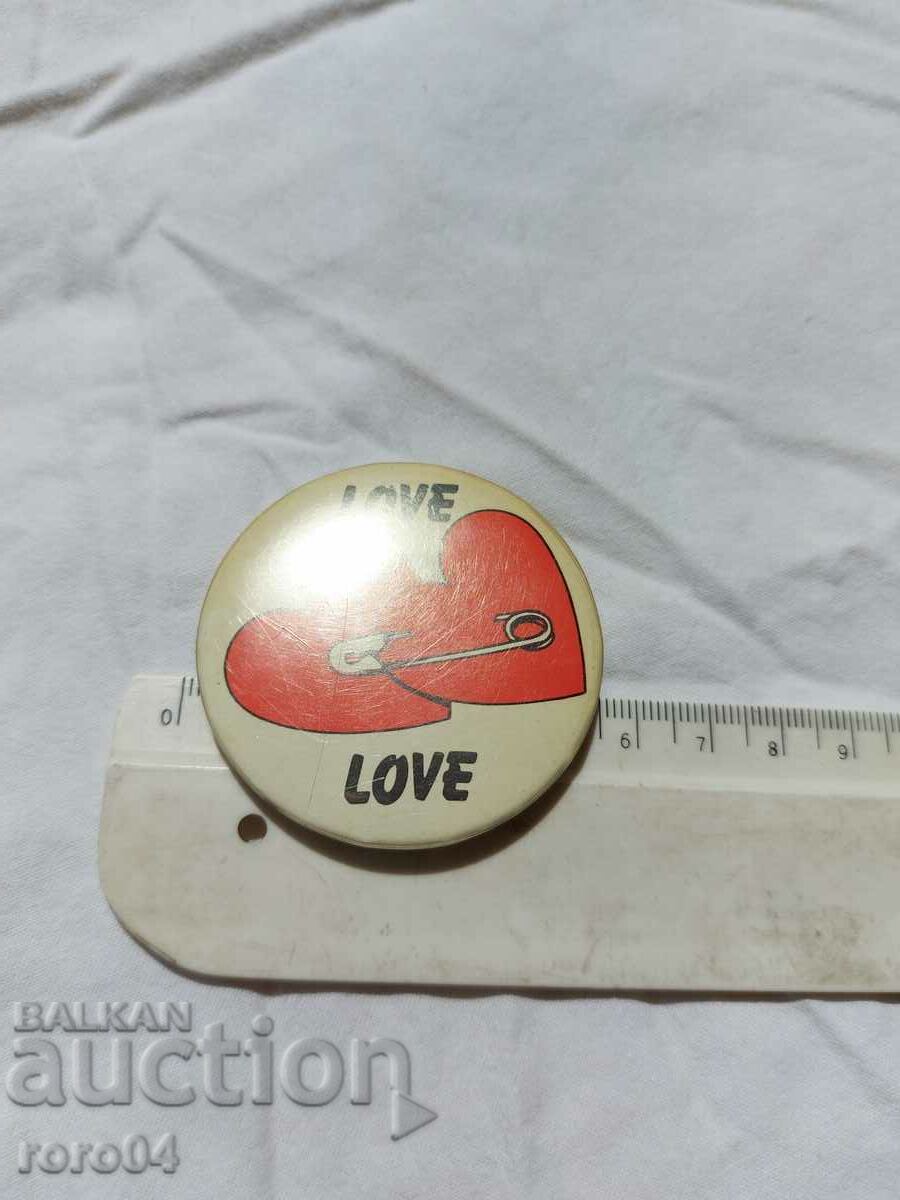 LOVE
LOVE
0 6 7 8 9
BALKAN
auction
roro04